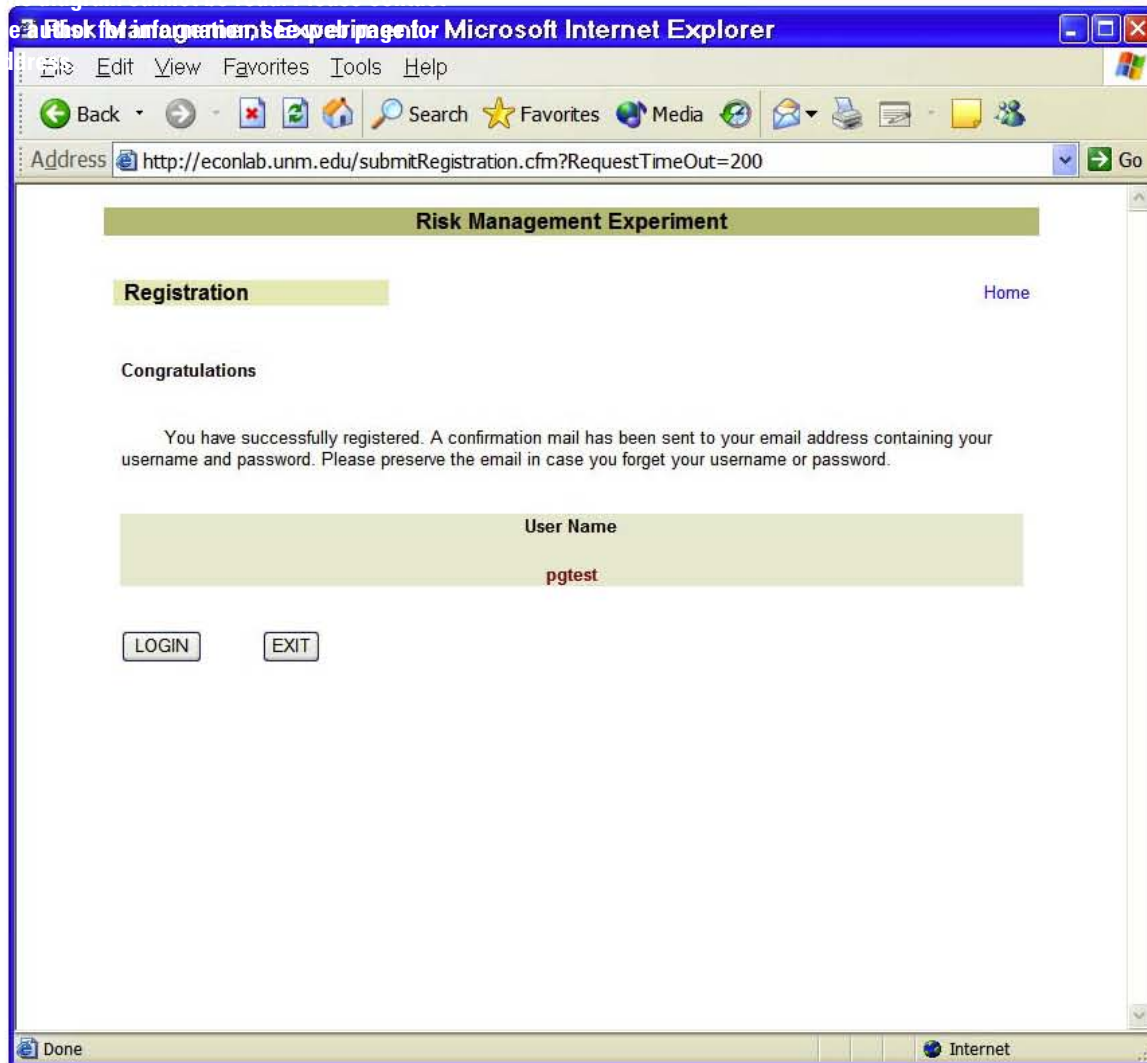 Risk Management Experiment - Microsoft Internet Explorer
File Edit View Favorites Tools Help
Back Search Favorites Media
Address http://econlab.unm.edu/submitRegistration.cfm?RequestTimeOut=200 Go
Risk Management Experiment
Registration Home
Congratulations
You have successfully registered. A confirmation mail has been sent to your email address containing your
username and password. Please preserve the email in case you forget your username or password.
User Name
pgtest
LOGIN EXIT
Done Internet